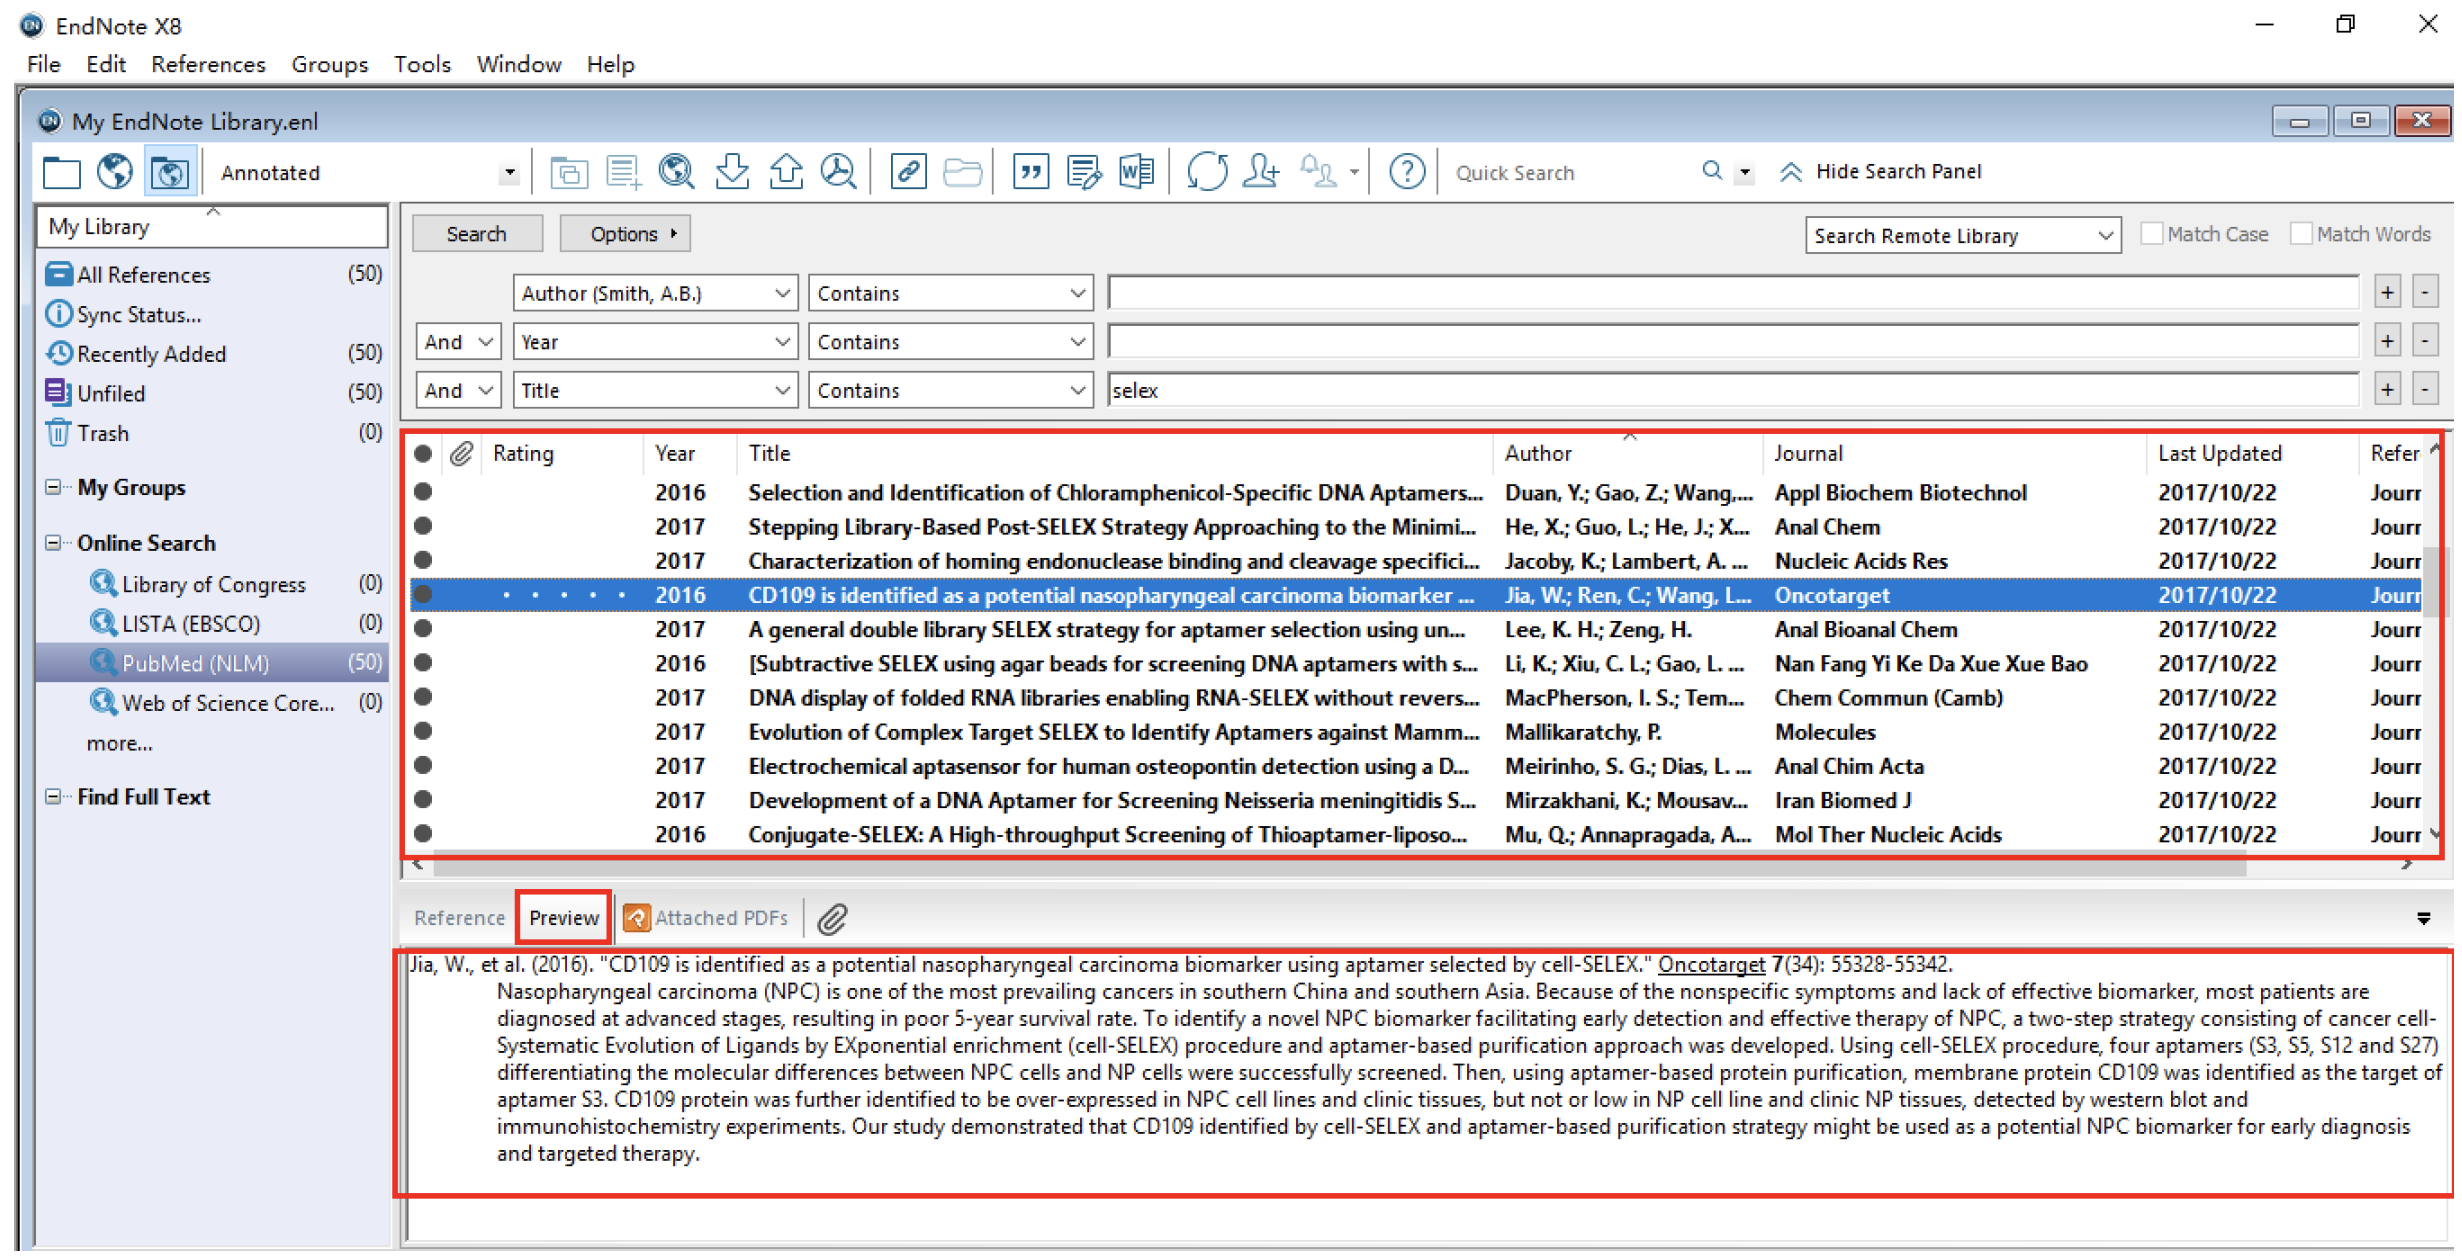 EndNote X8
File Edit References Groups Tools Window Help
My EndNote Library.enl
Annotated Quick Search Hide Search Panel
My Library
All References (50)
Sync Status...
Recently Added (50)
Unfiled (50)
Trash (0)
My Groups
Online Search
Library of Congress (0)
LISTA (EBSCO) (0)
PubMed (NLM) (50)
Web of Science Core... (0)
more...
Find Full Text
Search Options Search Remote Library Match Case Match Words
Author (Smith, A.B.) Contains + -
And Year Contains + -
And Title Contains selex + -
Rating Year Title Author Journal Last Updated Refer
2016 Selection and Identification of Chloramphenicol-Specific DNA Aptamers... Duan, Y.; Gao, Z.; Wang,... Appl Biochem Biotechnol 2017/10/22 Journ
2017 Stepping Library-Based Post-SELEX Strategy Approaching to the Minimi... He, X.; Guo, L.; He, J.; X... Anal Chem 2017/10/22 Journ
2017 Characterization of homing endonuclease binding and cleavage specifici... Jacoby, K.; Lambert, A. ... Nucleic Acids Res 2017/10/22 Journ
2016 CD109 is identified as a potential nasopharyngeal carcinoma biomarker ... Jia, W.; Ren, C.; Wang, L... Oncotarget 2017/10/22 Journ
2017 A general double library SELEX strategy for aptamer selection using un... Lee, K. H.; Zeng, H. Anal Bioanal Chem 2017/10/22 Journ
2016 [Subtractive SELEX using agar beads for screening DNA aptamers with s... Li, K.; Xiu, C. L.; Gao, L. ... Nan Fang Yi Ke Da Xue Xue Bao 2017/10/22 Journ
2017 DNA display of folded RNA libraries enabling RNA-SELEX without revers... MacPherson, I. S.; Tem... Chem Commun (Camb) 2017/10/22 Journ
2017 Evolution of Complex Target SELEX to Identify Aptamers against Mamm... Mallikaratchy, P. Molecules 2017/10/22 Journ
2017 Electrochemical aptasensor for human osteopontin detection using a D... Meirinho, S. G.; Dias, L. ... Anal Chim Acta 2017/10/22 Journ
2017 Development of a DNA Aptamer for Screening Neisseria meningitidis S... Mirzakhani, K.; Mousav... Iran Biomed J 2017/10/22 Journ
2016 Conjugate-SELEX: A High-throughput Screening of Thioaptamer-liposo... Mu, Q.; Annapragada, A... Mol Ther Nucleic Acids 2017/10/22 Journ
Reference Preview Attached PDFs
Jia, W., et al. (2016). "CD109 is identified as a potential nasopharyngeal carcinoma biomarker using aptamer selected by cell-SELEX." Oncotarget 7(34): 55328-55342.
Nasopharyngeal carcinoma (NPC) is one of the most prevailing cancers in southern China and southern Asia. Because of the nonspecific symptoms and lack of effective biomarker, most patients are
diagnosed at advanced stages, resulting in poor 5-year survival rate. To identify a novel NPC biomarker facilitating early detection and effective therapy of NPC, a two-step strategy consisting of cancer cell-
Systematic Evolution of Ligands by EXponential enrichment (cell-SELEX) procedure and aptamer-based purification approach was developed. Using cell-SELEX procedure, four aptamers (S3, S5, S12 and S27)
differentiating the molecular differences between NPC cells and NP cells were successfully screened. Then, using aptamer-based protein purification, membrane protein CD109 was identified as the target of
aptamer S3. CD109 protein was further identified to be over-expressed in NPC cell lines and clinic tissues, but not or low in NP cell line and clinic NP tissues, detected by western blot and
immunohistochemistry experiments. Our study demonstrated that CD109 identified by cell-SELEX and aptamer-based purification strategy might be used as a potential NPC biomarker for early diagnosis
and targeted therapy.